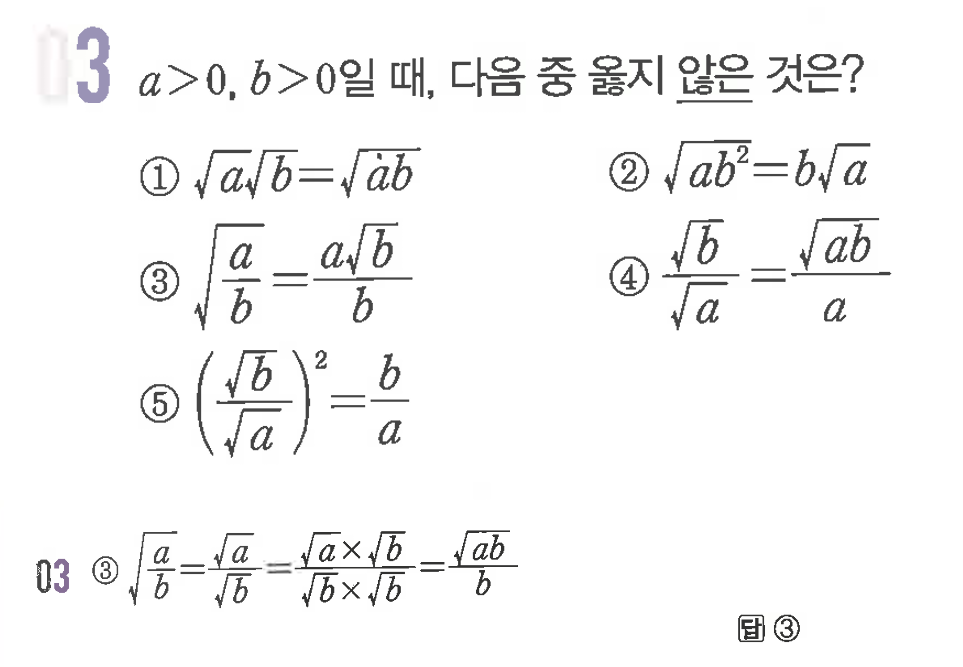 03 a>0, b>0일 때, 다음 중 옳지 않은 것은?
① √a√b=√ab ② √(ab²)=b√a
③ √(a/b)=a√b/b ④ √b/√a=√(ab)/a
⑤ (√b/√a)²=b/a
03 ③ √(a/b)=√a/√b=(√a×√b)/(√b×√b)=√(ab)/b
답 ③